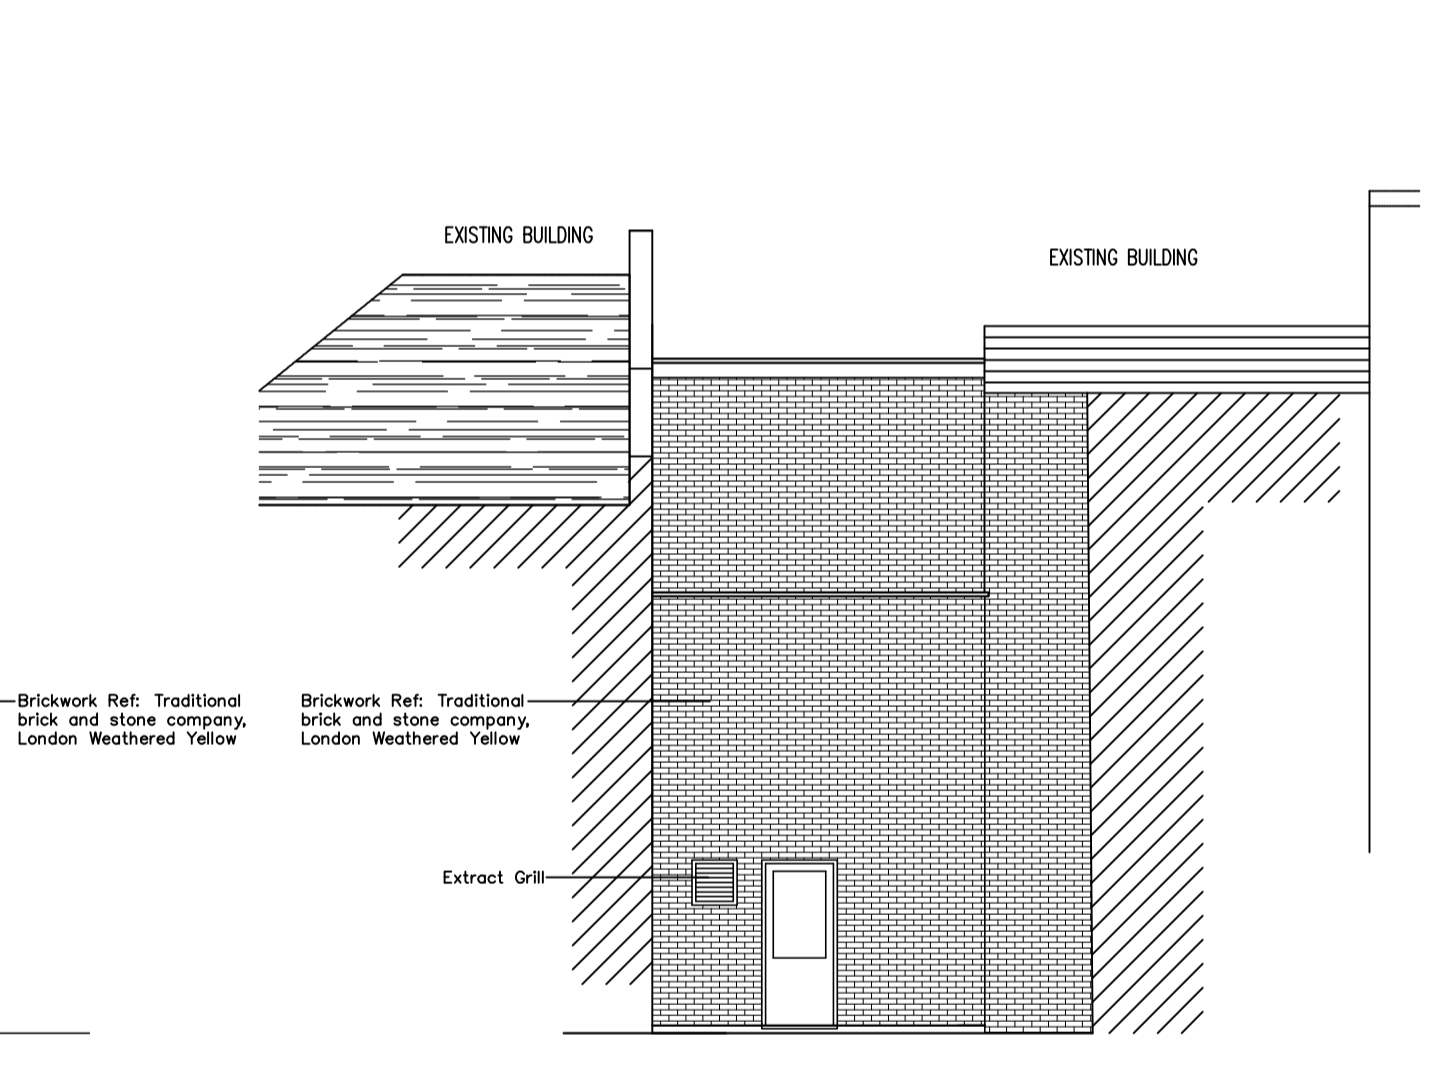 EXISTING BUILDING
EXISTING BUILDING
Brickwork Ref: Traditional
brick and stone company,
London Weathered Yellow
Brickwork Ref: Traditional
brick and stone company,
London Weathered Yellow
Extract Grill